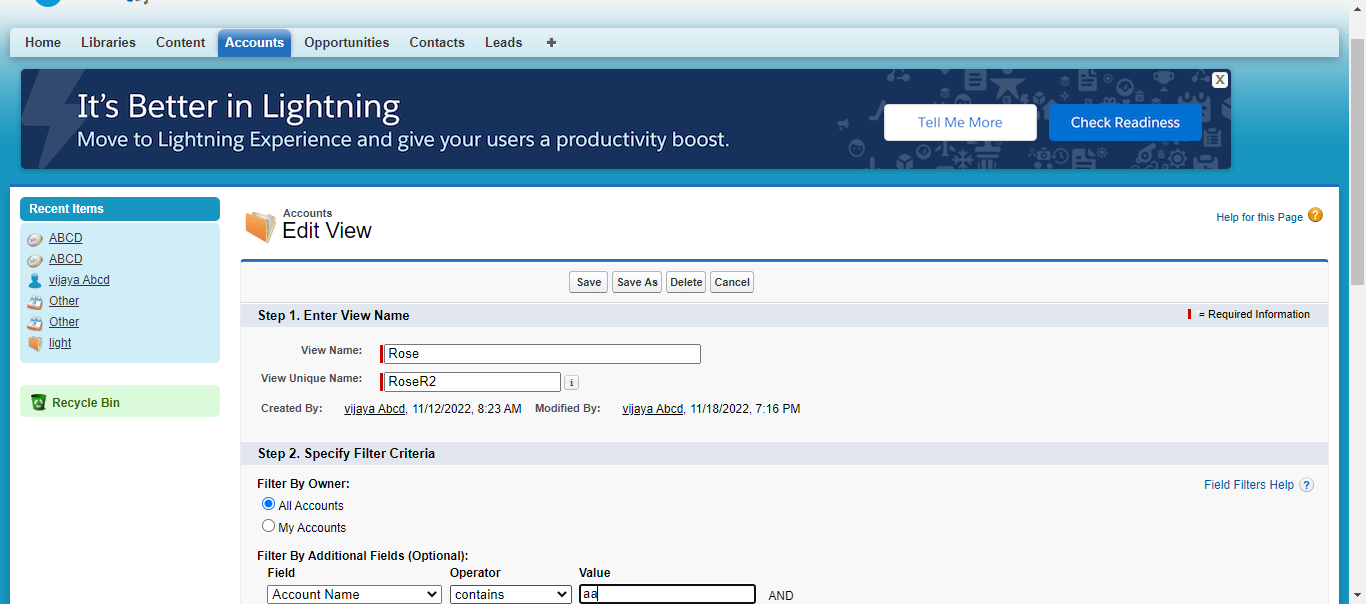 Home Libraries Content Accounts Opportunities Contacts Leads +
It's Better in Lightning
Move to Lightning Experience and give your users a productivity boost.
Tell Me More
Check Readiness
X
Recent Items
ABCD
ABCD
vijaya Abcd
Other
Other
light
Recycle Bin
Accounts
Edit View
Help for this Page ?
Save Save As Delete Cancel
Step 1. Enter View Name
= Required Information
View Name: Rose
View Unique Name: RoseR2 i
Created By: vijaya Abcd, 11/12/2022, 8:23 AM Modified By: vijaya Abcd, 11/18/2022, 7:16 PM
Step 2. Specify Filter Criteria
Filter By Owner:
Field Filters Help ?
All Accounts
My Accounts
Filter By Additional Fields (Optional):
Field Operator Value
Account Name contains aa AND